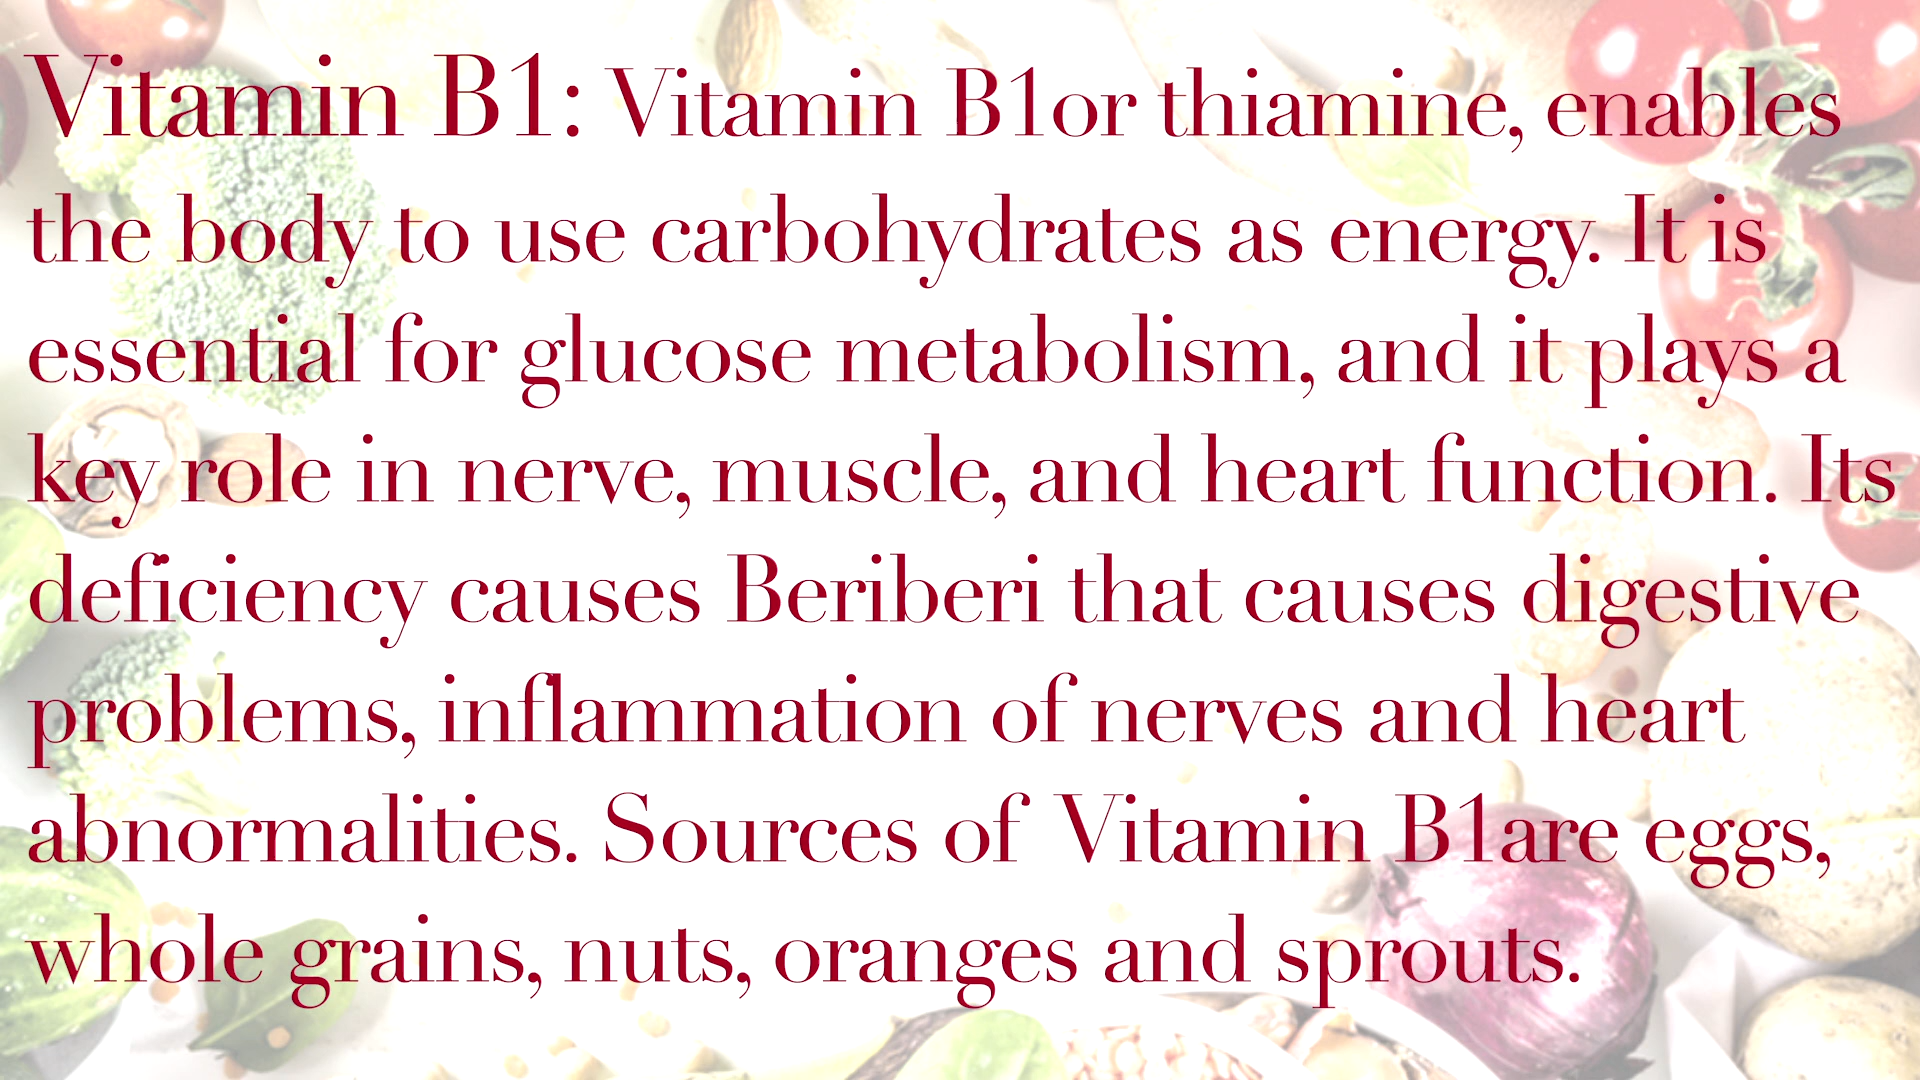 Vitamin B1: Vitamin B1or thiamine, enables
the body to use carbohydrates as energy. It is
essential for glucose metabolism, and it plays a
key role in nerve, muscle, and heart function. Its
deficiency causes Beriberi that causes digestive
problems, inflammation of nerves and heart
abnormalities. Sources of Vitamin B1are eggs,
whole grains, nuts, oranges and sprouts.